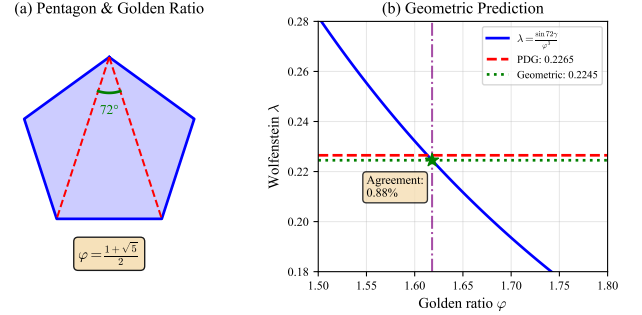 (a) Pentagon & Golden Ratio
72°
φ = (1 + √5)/2
(b) Geometric Prediction
Wolfenstein λ
0.28
0.26
0.24
0.22
0.20
0.18
λ = sin 72γ/φ³
PDG: 0.2265
Geometric: 0.2245
Agreement:
0.88%
1.50 1.55 1.60 1.65 1.70 1.75 1.80
Golden ratio φ